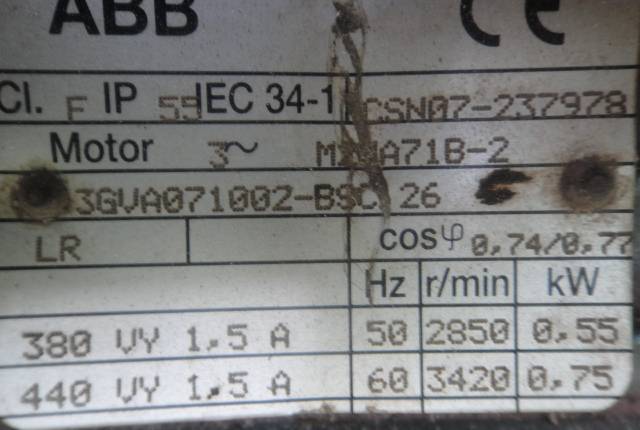 ABB CE
Cl. F IP 55 IEC 34-1 CSN07-237978
Motor 3~ 71B-2
3GVA071002-BSC 26
LR cosφ 0,74/0,77
Hz r/min kW
380 VY 1.5 A 50 2850 0,55
440 VY 1.5 A 60 3420 0,75